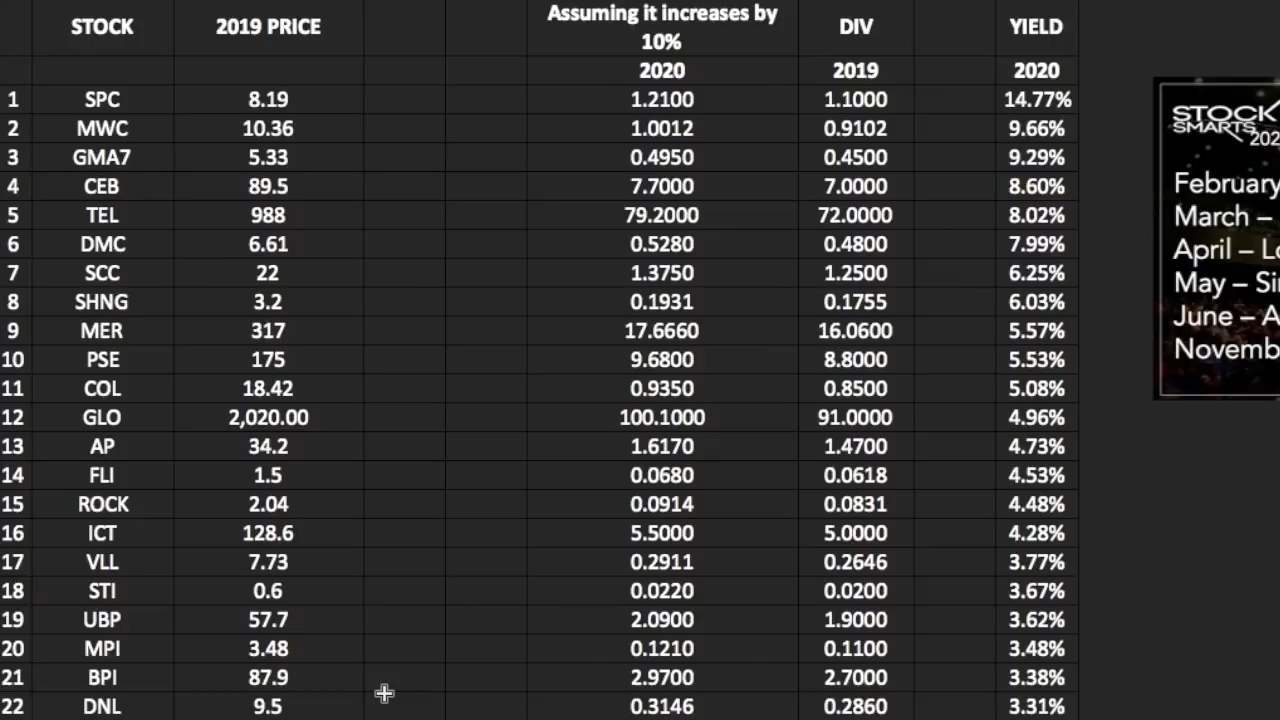 STOCK 2019 PRICE Assuming it increases by 10% DIV YIELD
2020 2019 2020
1 SPC 8.19 1.2100 1.1000 14.77%
2 MWC 10.36 1.0012 0.9102 9.66%
3 GMA7 5.33 0.4950 0.4500 9.29%
4 CEB 89.5 7.7000 7.0000 8.60%
5 TEL 988 79.2000 72.0000 8.02%
6 DMC 6.61 0.5280 0.4800 7.99%
7 SCC 22 1.3750 1.2500 6.25%
8 SHNG 3.2 0.1931 0.1755 6.03%
9 MER 317 17.6660 16.0600 5.57%
10 PSE 175 9.6800 8.8000 5.53%
11 COL 18.42 0.9350 0.8500 5.08%
12 GLO 2,020.00 100.1000 91.0000 4.96%
13 AP 34.2 1.6170 1.4700 4.73%
14 FLI 1.5 0.0680 0.0618 4.53%
15 ROCK 2.04 0.0914 0.0831 4.48%
16 ICT 128.6 5.5000 5.0000 4.28%
17 VLL 7.73 0.2911 0.2646 3.77%
18 STI 0.6 0.0220 0.0200 3.67%
19 UBP 57.7 2.0900 1.9000 3.62%
20 MPI 3.48 0.1210 0.1100 3.48%
21 BPI 87.9 2.9700 2.7000 3.38%
22 DNL 9.5 0.3146 0.2860 3.31%
STOCK
SMARTS
202
February
March –
April – Lo
May – Sin
June – A
Novemb